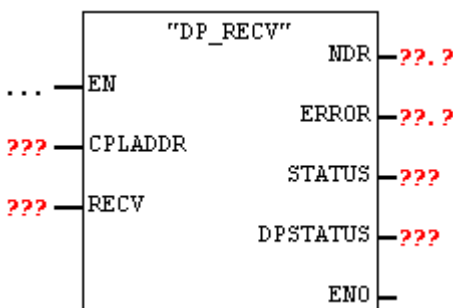 "DP_RECV"
NDR ??.?
... EN
ERROR ??.?
??? CPLADDR
STATUS ???
??? RECV
DPSTATUS ???
ENO